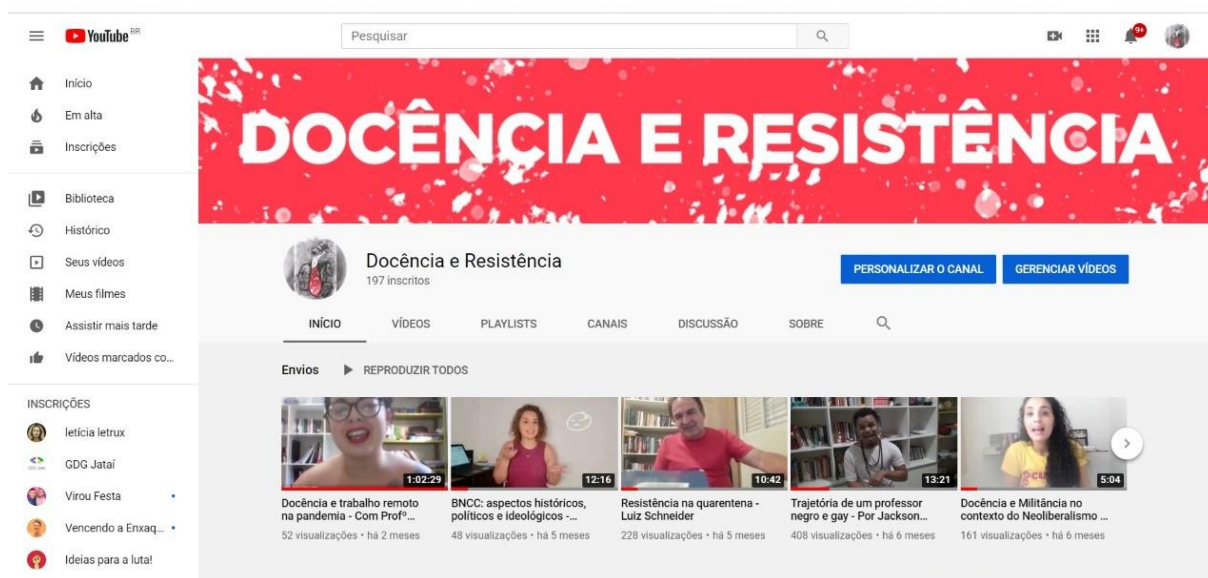 YouTube BR
Pesquisar
9+
Início
Em alta
Inscrições
Biblioteca
Histórico
Seus vídeos
Meus filmes
Assistir mais tarde
Vídeos marcados co...
INSCRIÇÕES
letícia letrux
GDG Jataí
Virou Festa
Vencendo a Enxaq...
Ideias para a luta!
DOCÊNCIA E RESISTÊNCIA
Docência e Resistência
197 inscritos
PERSONALIZAR O CANAL
GERENCIAR VÍDEOS
INÍCIO VÍDEOS PLAYLISTS CANAIS DISCUSSÃO SOBRE
Envios REPRODUZIR TODOS
1:02:29
Docência e trabalho remoto
na pandemia - Com Profº...
52 visualizações • há 2 meses
12:16
BNCC: aspectos históricos,
políticos e ideológicos -...
48 visualizações • há 5 meses
10:42
Resistência na quarentena -
Luiz Schneider
228 visualizações • há 5 meses
13:21
Trajetória de um professor
negro e gay - Por Jackson...
408 visualizações • há 6 meses
5:04
Docência e Militância no
contexto do Neoliberalismo ...
161 visualizações • há 6 meses